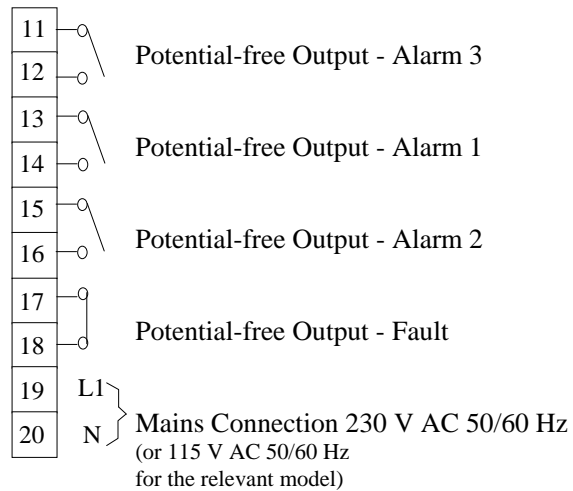 11
12
Potential-free Output - Alarm 3
13
14
Potential-free Output - Alarm 1
15
16
Potential-free Output - Alarm 2
17
18
Potential-free Output - Fault
19 L1
20 N
Mains Connection 230 V AC 50/60 Hz
(or 115 V AC 50/60 Hz
for the relevant model)